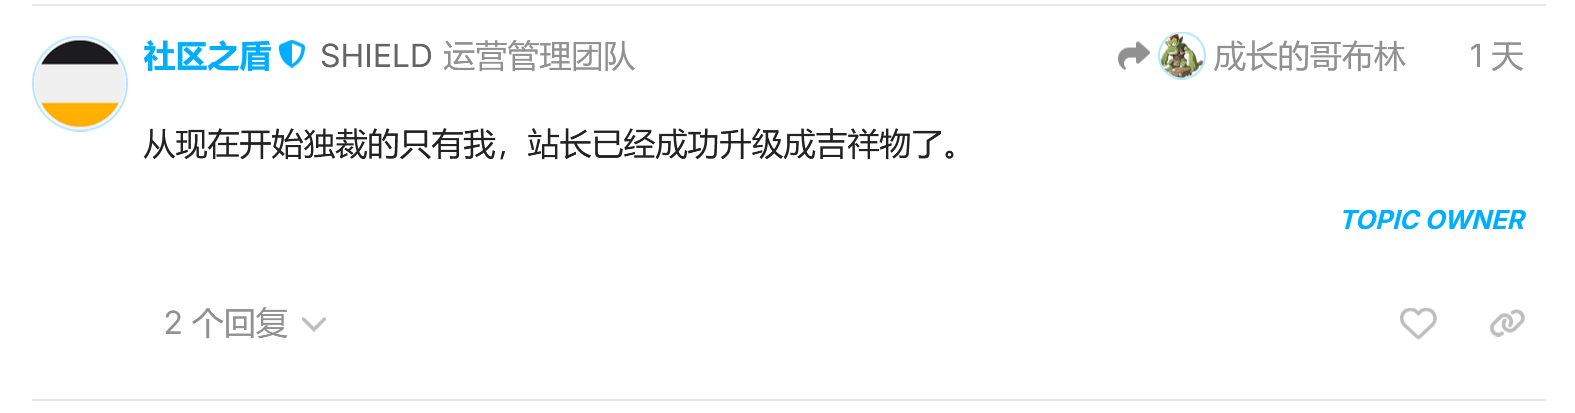 社区之盾 SHIELD 运营管理团队 成长的哥布林 1 天
从现在开始独裁的只有我，站长已经成功升级成吉祥物了。
TOPIC OWNER
2 个回复